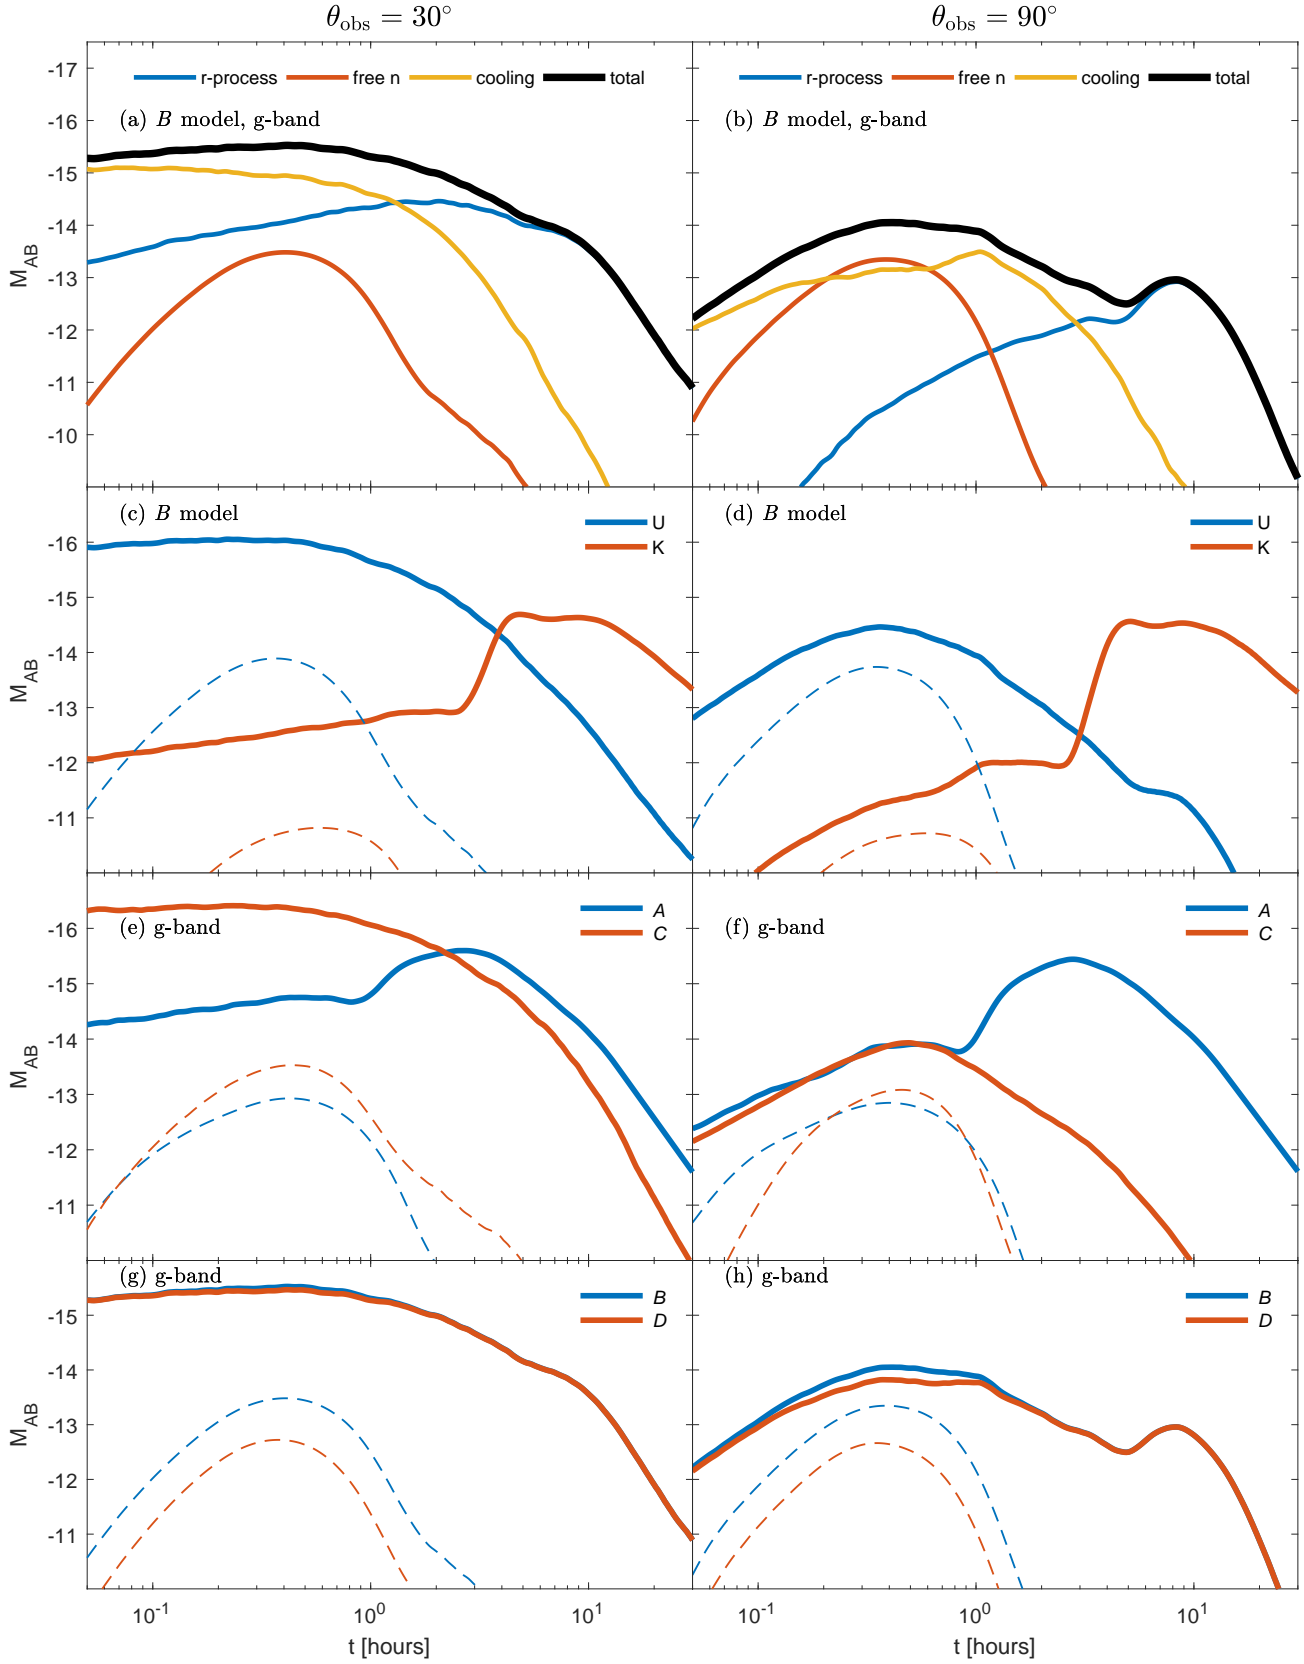 θobs = 30° θobs = 90°
r-process free n cooling total r-process free n cooling total
(a) B model, g-band (b) B model, g-band
-17
-16
-15
-14
-13
-12
-11
-10
MAB
(c) B model U K (d) B model U K
-16
-15
-14
-13
-12
-11
MAB
(e) g-band A C (f) g-band A C
-16
-15
-14
-13
-12
-11
MAB
(g) g-band B D (h) g-band B D
-15
-14
-13
-12
-11
MAB
10-1 100 101 10-1 100 101
t [hours] t [hours]